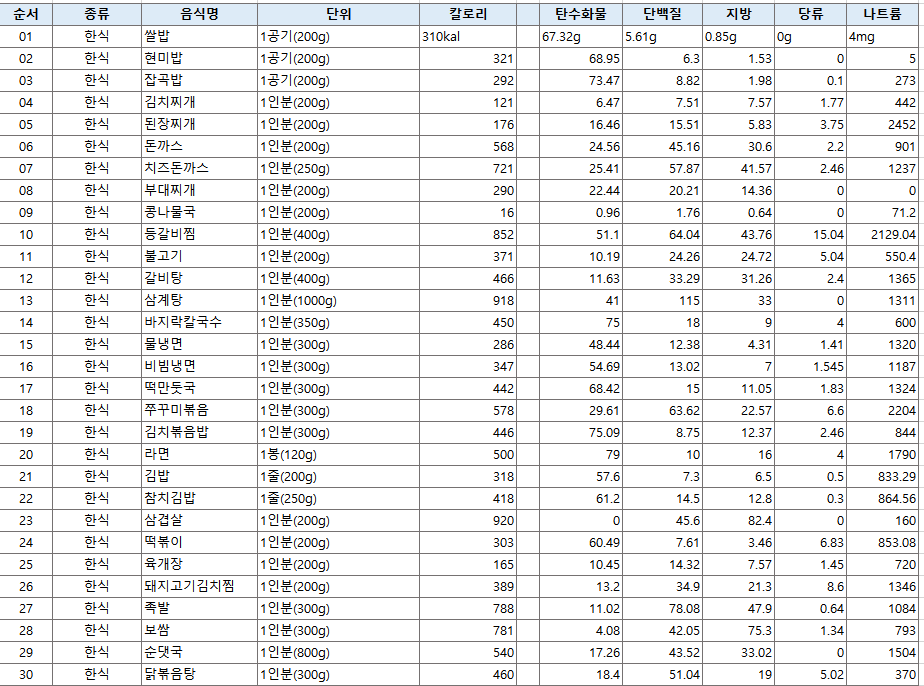 순서 종류 음식명 단위 칼로리 탄수화물 단백질 지방 당류 나트륨
01 한식 쌀밥 1공기(200g) 310kal 67.32g 5.61g 0.85g 0g 4mg
02 한식 현미밥 1공기(200g) 321 68.95 6.3 1.53 0 5
03 한식 잡곡밥 1공기(200g) 292 73.47 8.82 1.98 0.1 273
04 한식 김치찌개 1인분(200g) 121 6.47 7.51 7.57 1.77 442
05 한식 된장찌개 1인분(200g) 176 16.46 15.51 5.83 3.75 2452
06 한식 돈까스 1인분(200g) 568 24.56 45.16 30.6 2.2 901
07 한식 치즈돈까스 1인분(250g) 721 25.41 57.87 41.57 2.46 1237
08 한식 부대찌개 1인분(200g) 290 22.44 20.21 14.36 0 0
09 한식 콩나물국 1인분(200g) 16 0.96 1.76 0.64 0 71.2
10 한식 등갈비찜 1인분(400g) 852 51.1 64.04 43.76 15.04 2129.04
11 한식 불고기 1인분(200g) 371 10.19 24.26 24.72 5.04 550.4
12 한식 갈비탕 1인분(400g) 466 11.63 33.29 31.26 2.4 1365
13 한식 삼계탕 1인분(1000g) 918 41 115 33 0 1311
14 한식 바지락칼국수 1인분(350g) 450 75 18 9 4 600
15 한식 물냉면 1인분(300g) 286 48.44 12.38 4.31 1.41 1320
16 한식 비빔냉면 1인분(300g) 347 54.69 13.02 7 1.545 1187
17 한식 떡만둣국 1인분(300g) 442 68.42 15 11.05 1.83 1324
18 한식 쭈꾸미볶음 1인분(300g) 578 29.61 63.62 22.57 6.6 2204
19 한식 김치볶음밥 1인분(300g) 446 75.09 8.75 12.37 2.46 844
20 한식 라면 1봉(120g) 500 79 10 16 4 1790
21 한식 김밥 1줄(200g) 318 57.6 7.3 6.5 0.5 833.29
22 한식 참치김밥 1줄(250g) 418 61.2 14.5 12.8 0.3 864.56
23 한식 삼겹살 1인분(200g) 920 0 45.6 82.4 0 160
24 한식 떡볶이 1인분(200g) 303 60.49 7.61 3.46 6.83 853.08
25 한식 육개장 1인분(200g) 165 10.45 14.32 7.57 1.45 720
26 한식 돼지고기김치찜 1인분(200g) 389 13.2 34.9 21.3 8.6 1346
27 한식 족발 1인분(300g) 788 11.02 78.08 47.9 0.64 1084
28 한식 보쌈 1인분(300g) 781 4.08 42.05 75.3 1.34 793
29 한식 순댓국 1인분(800g) 540 17.26 43.52 33.02 0 1504
30 한식 닭볶음탕 1인분(300g) 460 18.4 51.04 19 5.02 370